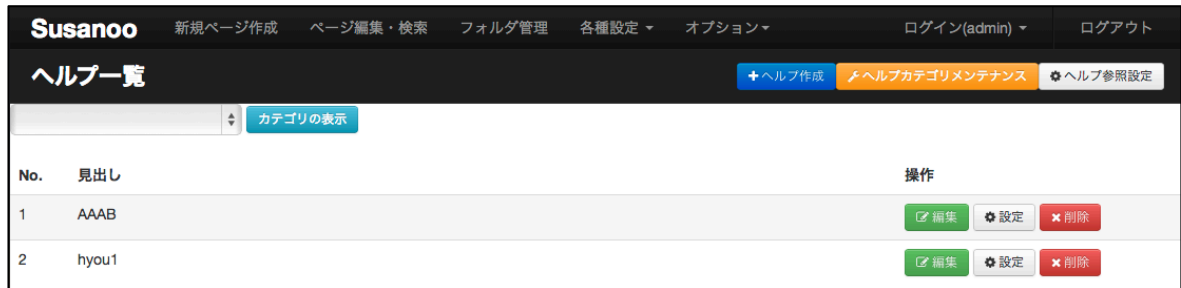 Susanoo 新規ページ作成 ページ編集・検索 フォルダ管理 各種設定 オプション ログイン(admin) ログアウト
ヘルプ一覧 ヘルプ作成 ヘルプカテゴリメンテナンス ヘルプ参照設定
カテゴリの表示
No. 見出し 操作
1 AAAB 編集 設定 削除
2 hyou1 編集 設定 削除